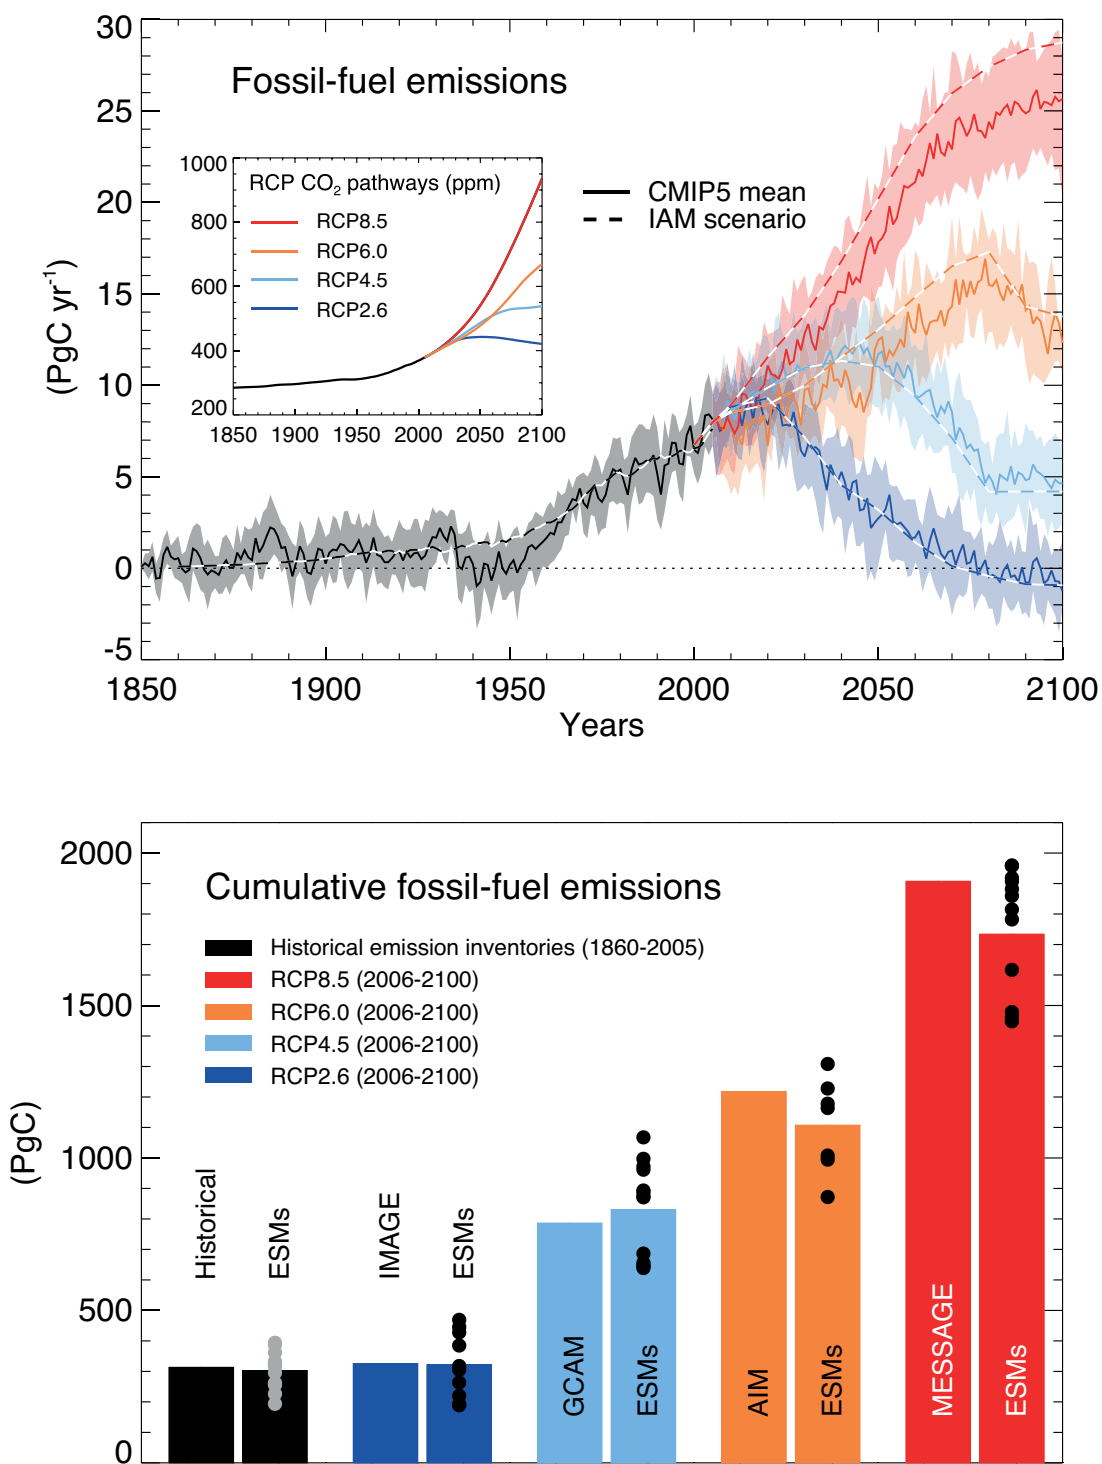 Fossil-fuel emissions
30
25
20
15
10
5
0
-5
(PgC yr-1)
1850 1900 1950 2000 2050 2100
Years
CMIP5 mean
IAM scenario
RCP CO2 pathways (ppm)
RCP8.5
RCP6.0
RCP4.5
RCP2.6
1000
800
600
400
200
1850 1900 1950 2000 2050 2100
Cumulative fossil-fuel emissions
Historical emission inventories (1860-2005)
RCP8.5 (2006-2100)
RCP6.0 (2006-2100)
RCP4.5 (2006-2100)
RCP2.6 (2006-2100)
2000
1500
1000
500
0
(PgC)
Historical
ESMs
IMAGE
ESMs
GCAM
ESMs
AIM
ESMs
MESSAGE
ESMs